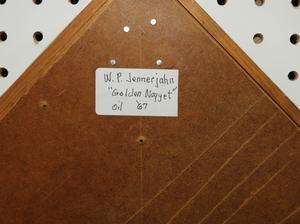 W. P. Jennerjahn
"Golden Nugget"
oil '67